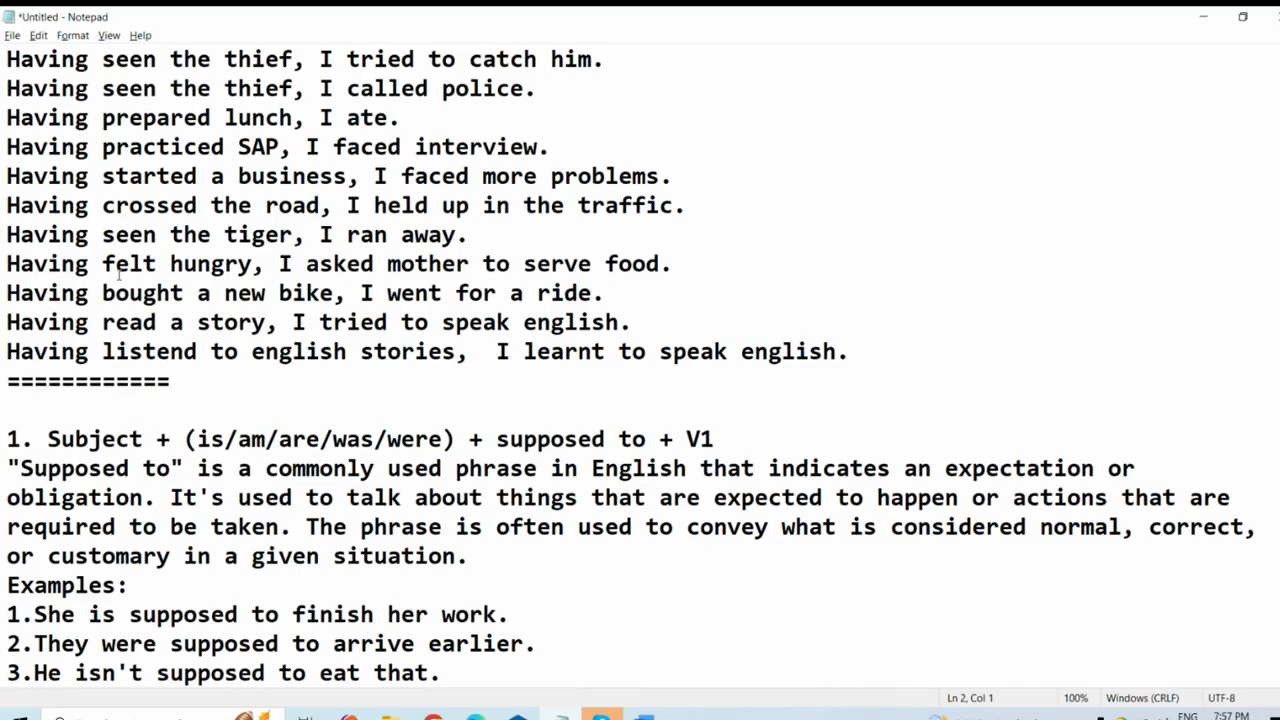 *Untitled - Notepad
File Edit Format View Help
Having seen the thief, I tried to catch him.
Having seen the thief, I called police.
Having prepared lunch, I ate.
Having practiced SAP, I faced interview.
Having started a business, I faced more problems.
Having crossed the road, I held up in the traffic.
Having seen the tiger, I ran away.
Having felt hungry, I asked mother to serve food.
Having bought a new bike, I went for a ride.
Having read a story, I tried to speak english.
Having listend to english stories,  I learnt to speak english.
============
1. Subject + (is/am/are/was/were) + supposed to + V1
"Supposed to" is a commonly used phrase in English that indicates an expectation or
obligation. It's used to talk about things that are expected to happen or actions that are
required to be taken. The phrase is often used to convey what is considered normal, correct,
or customary in a given situation.
Examples:
1.She is supposed to finish her work.
2.They were supposed to arrive earlier.
3.He isn't supposed to eat that.
Ln 2, Col 1 100% Windows (CRLF) UTF-8
ENG 7:57 PM